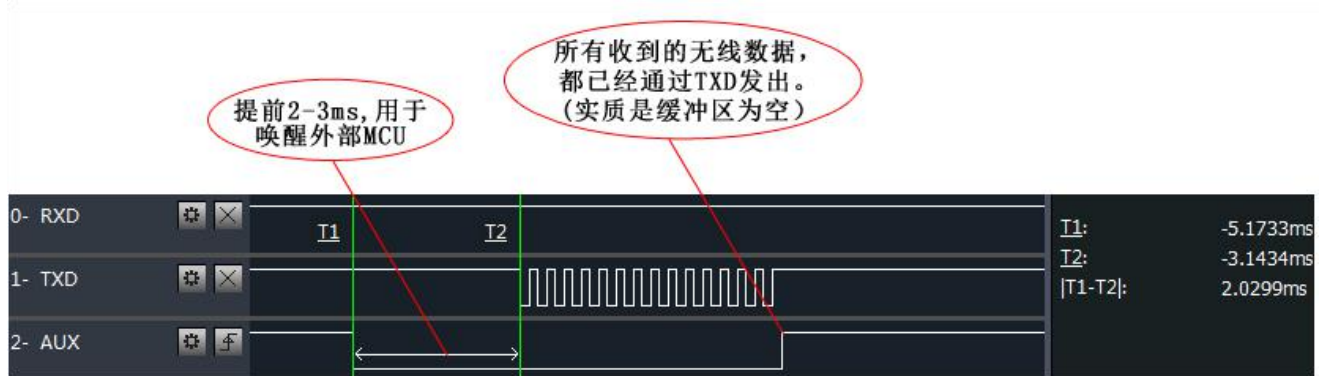 所有收到的无线数据，
都已经通过TXD发出。
(实质是缓冲区为空)
提前2-3ms,用于
唤醒外部MCU
0- RXD
T1
T2
1- TXD
2- AUX
T1: -5.1733ms
T2: -3.1434ms
|T1-T2|: 2.0299ms